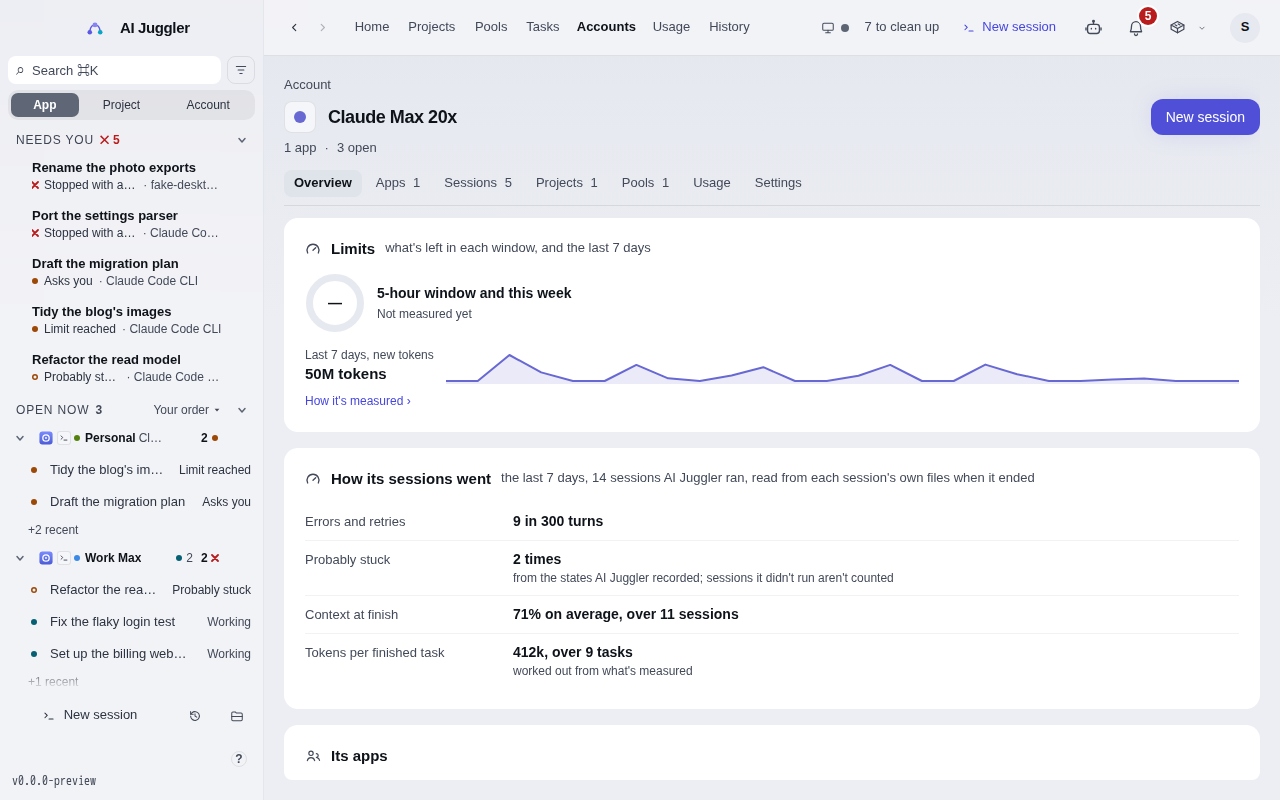 AI Juggler
Search ⌘K
App Project Account
NEEDS YOU 5
Rename the photo exports
Stopped with a… · fake-deskt…
Port the settings parser
Stopped with a… · Claude Co…
Draft the migration plan
Asks you · Claude Code CLI
Tidy the blog's images
Limit reached · Claude Code CLI
Refactor the read model
Probably st… · Claude Code …
OPEN NOW 3 Your order
Personal Cl… 2
Tidy the blog's im… Limit reached
Draft the migration plan Asks you
+2 recent
Work Max 2 2
Refactor the rea… Probably stuck
Fix the flaky login test Working
Set up the billing web… Working
+1 recent
New session
?
v0.0.0-preview
Home Projects Pools Tasks Accounts Usage History 7 to clean up New session 5 S
Account
Claude Max 20x
New session
1 app · 3 open
Overview Apps 1 Sessions 5 Projects 1 Pools 1 Usage Settings
Limits what's left in each window, and the last 7 days
—
5-hour window and this week
Not measured yet
Last 7 days, new tokens
50M tokens
How it's measured ›
How its sessions went the last 7 days, 14 sessions AI Juggler ran, read from each session's own files when it ended
Errors and retries 9 in 300 turns
Probably stuck 2 times
from the states AI Juggler recorded; sessions it didn't run aren't counted
Context at finish 71% on average, over 11 sessions
Tokens per finished task 412k, over 9 tasks
worked out from what's measured
Its apps